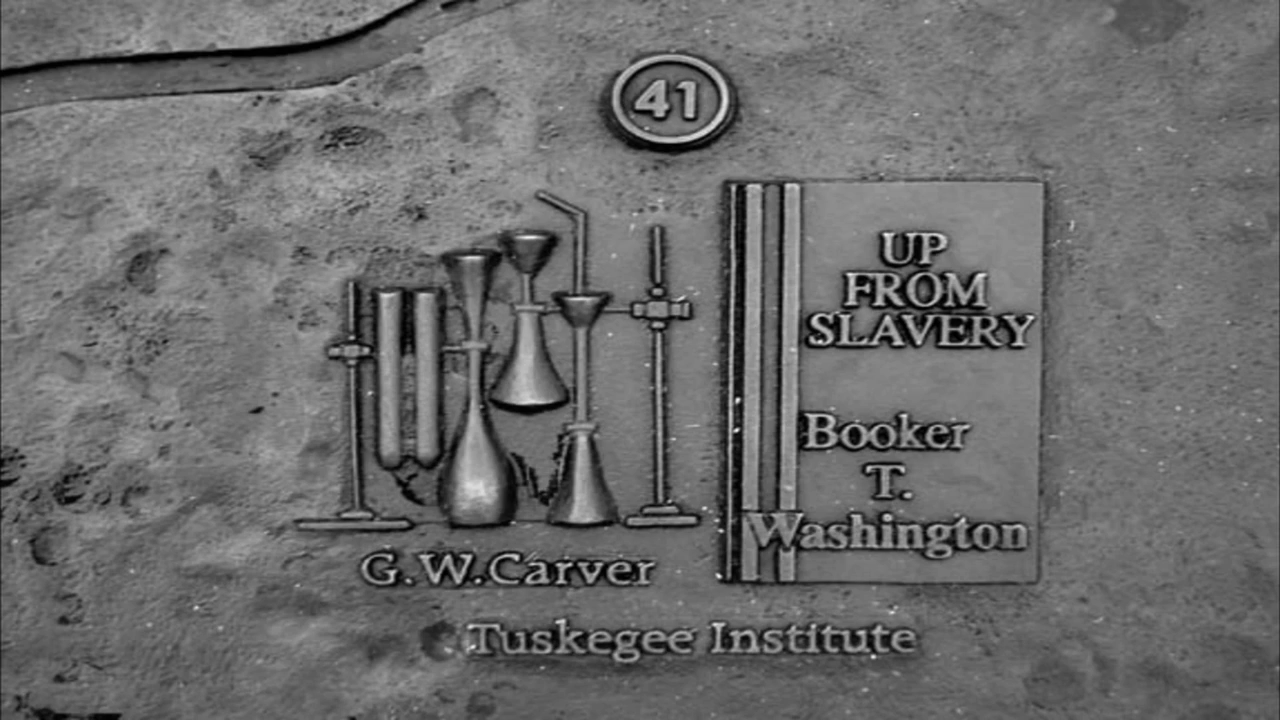 41
UP
FROM
SLAVERY
Booker
T.
Washington
G.W.Carver
Tuskegee Institute